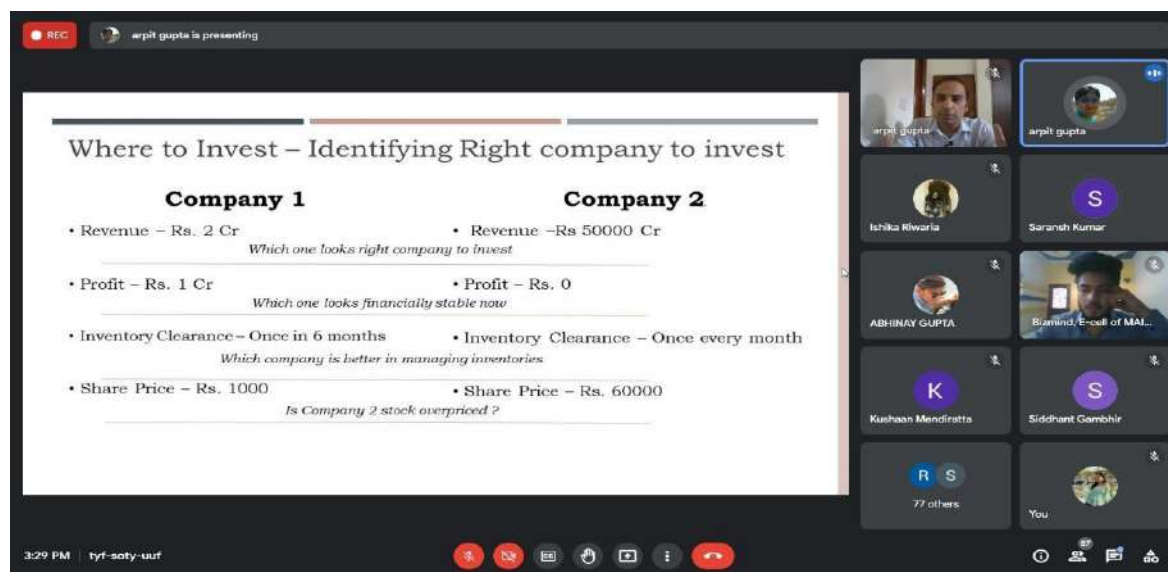 REC
arpit gupta is presenting
Where to Invest – Identifying Right company to invest
Company 1
Company 2
• Revenue – Rs. 2 Cr
• Revenue –Rs 50000 Cr
Which one looks right company to invest
• Profit – Rs. 1 Cr
• Profit – Rs. 0
Which one looks financially stable now
• Inventory Clearance – Once in 6 months
• Inventory Clearance – Once every month
Which company is better in managing inventories
• Share Price – Rs. 1000
• Share Price – Rs. 60000
Is Company 2 stock overpriced ?
arpit gupta
arpit gupta
Ishika Riwaria
S
Saransh Kumar
ABHINAY GUPTA
Bizmind/E-cell of MAI...
K
Kushaan Mendiratta
S
Siddhant Gambhir
R S
77 others
You
3:29 PM | tyf-soty-uuf
87